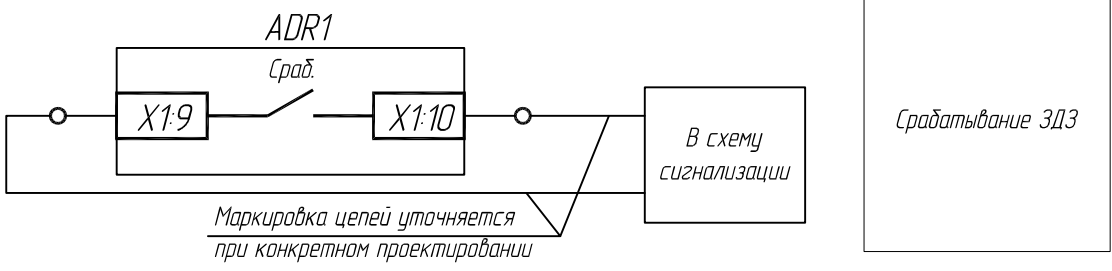 ADR1
Сраб.
X1:9
X1:10
В схему
сигнализации
Срабатывание ЗДЗ
Маркировка цепей уточняется
при конкретном проектировании